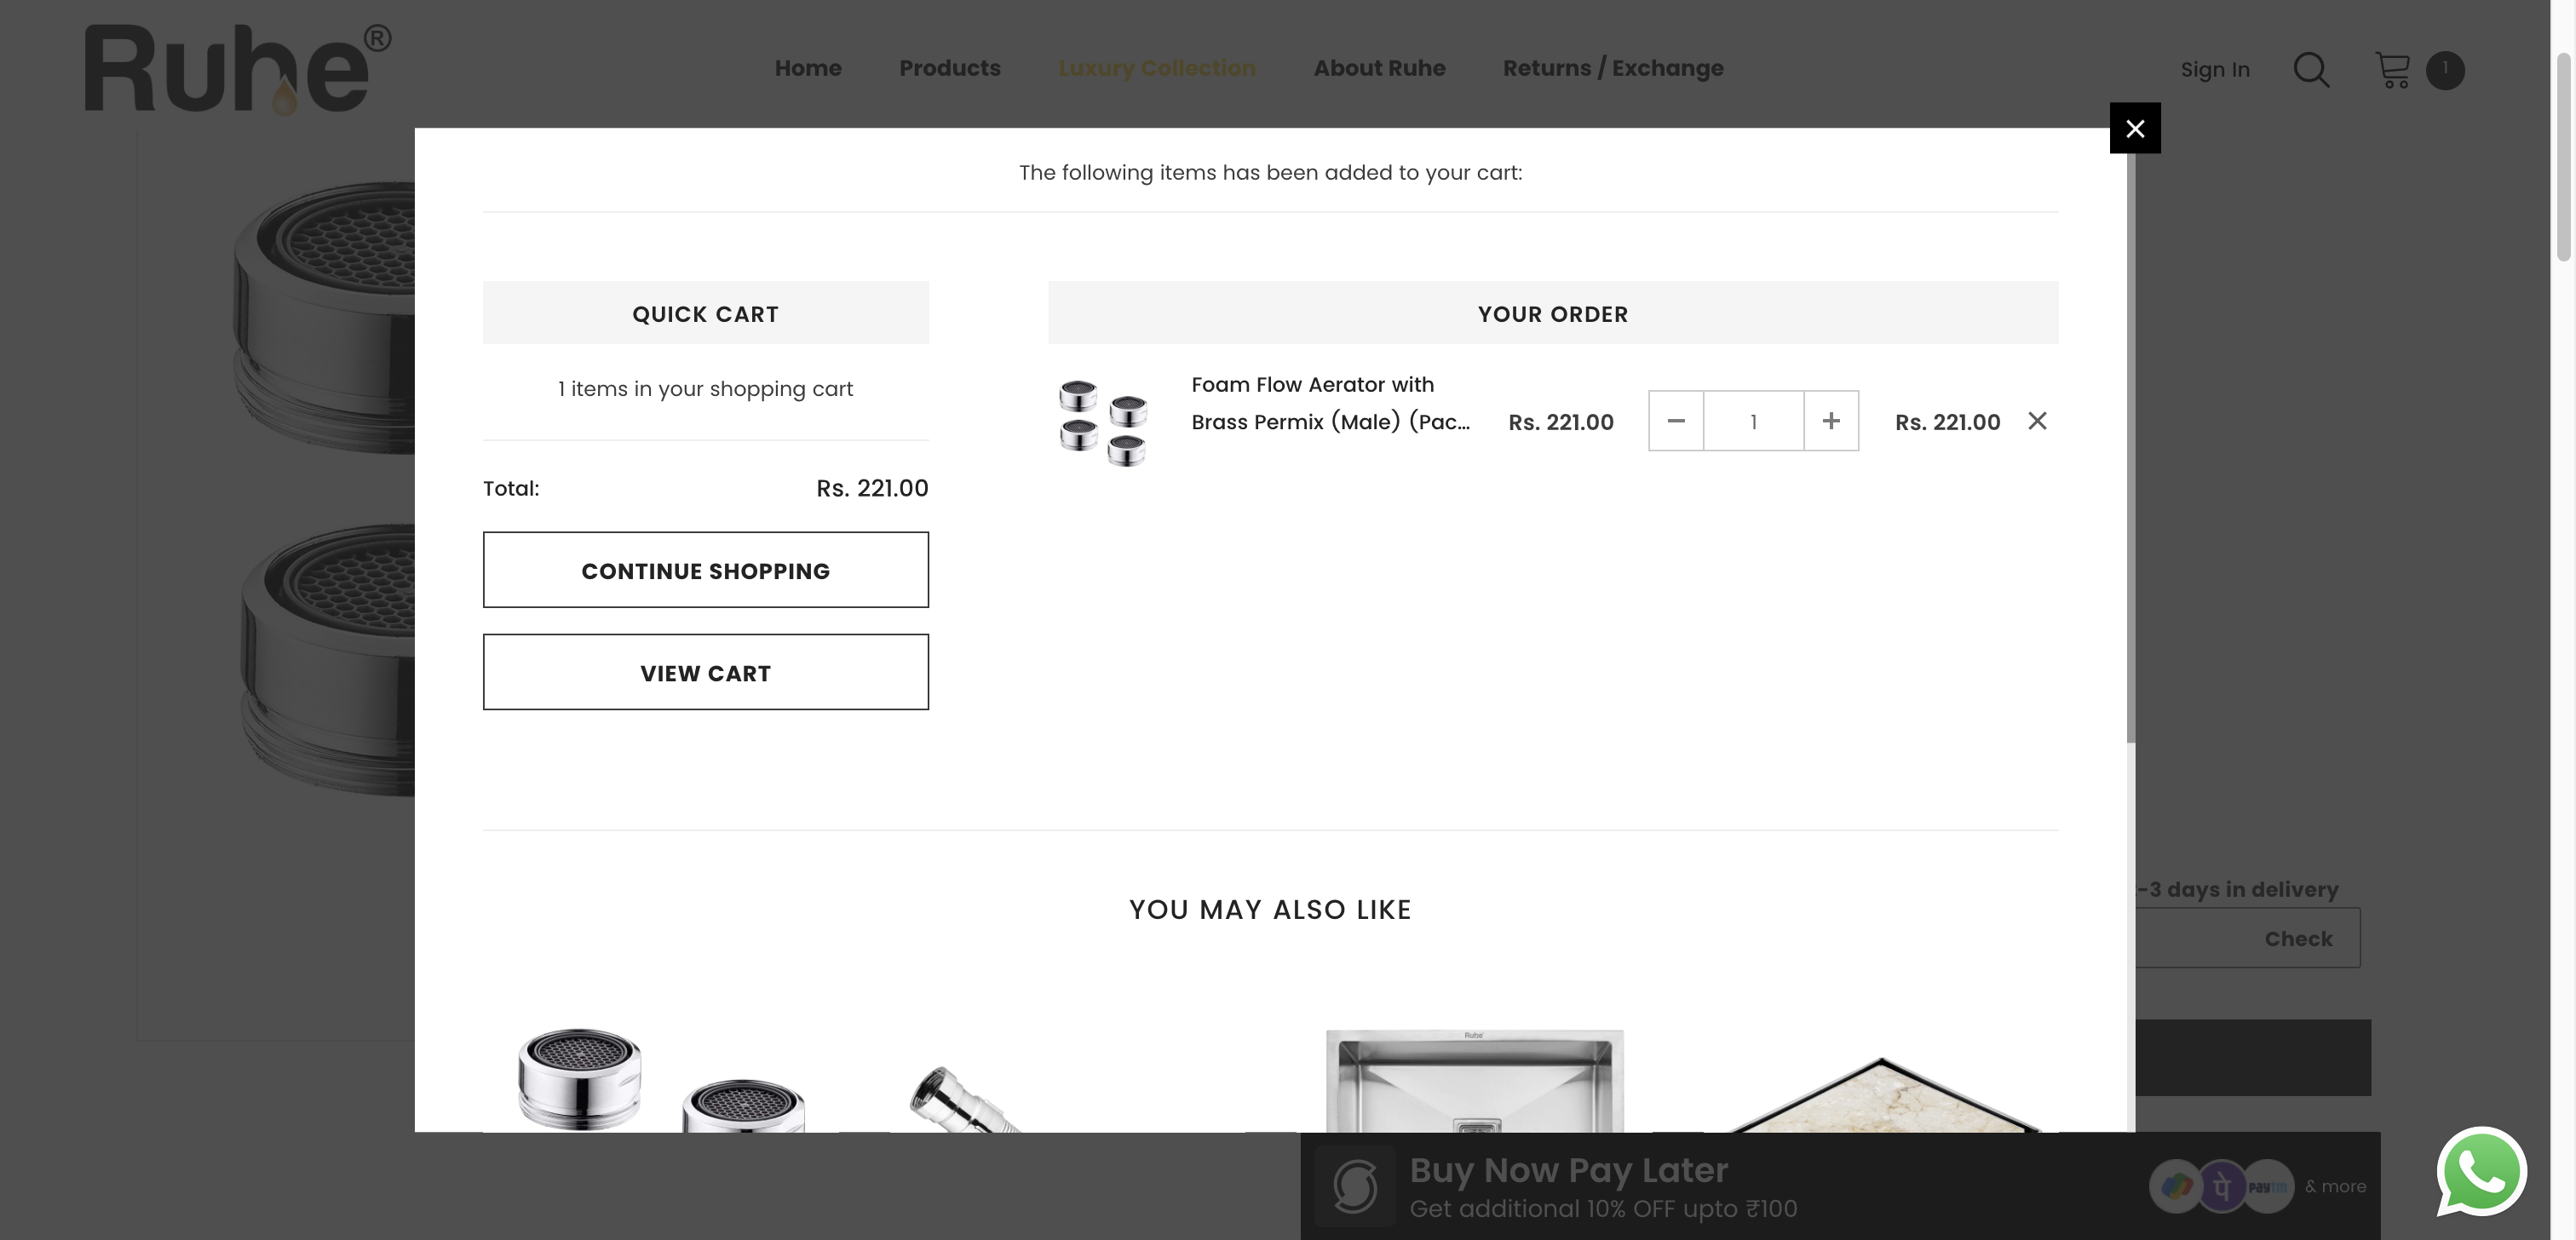 Ruhe®
Home
Products
Luxury Collection
About Ruhe
Returns / Exchange
Sign In
1
The following items has been added to your cart:
QUICK CART
YOUR ORDER
1 items in your shopping cart
Foam Flow Aerator with
Brass Permix (Male) (Pac...
Rs. 221.00
1
Rs. 221.00
Total:
Rs. 221.00
CONTINUE SHOPPING
VIEW CART
YOU MAY ALSO LIKE
-3 days in delivery
Check
Ruhe
Buy Now Pay Later
Get additional 10% OFF upto ₹100
पे
paytm
& more